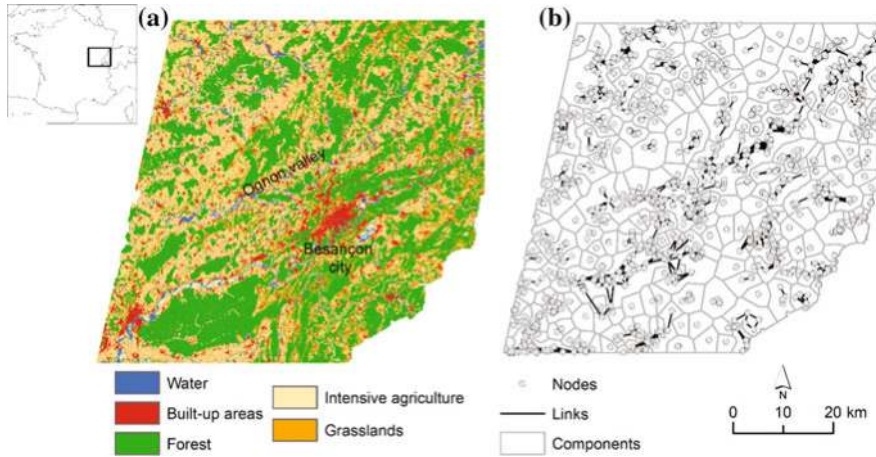 (a)
(b)
Ognon valley
Besançon
city
Water
Built-up areas
Forest
Intensive agriculture
Grasslands
Nodes
Links
Components
N
0 10 20 km